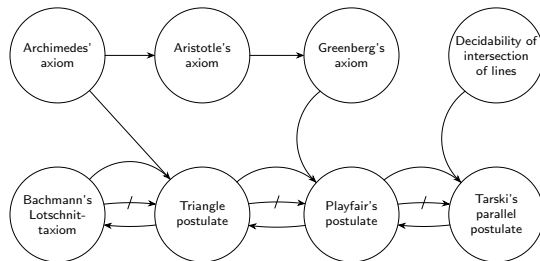 Archimedes'
axiom
Aristotle's
axiom
Greenberg's
axiom
Decidability of
intersection
of lines
Bachmann's
Lotschnit-
taxiom
Triangle
postulate
Playfair's
postulate
Tarski's
parallel
postulate